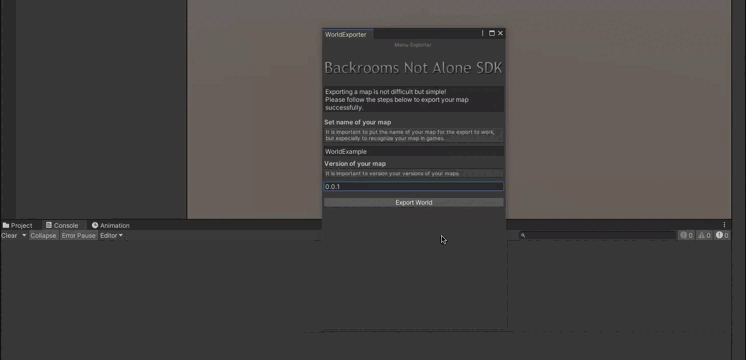 WorldExporter
Menu Exporter
Backrooms Not Alone SDK
Exporting a map is not difficult but simple!
Please follow the steps below to export your map
successfully.
Set name of your map
It is important to put the name of your map for the export to work,
but especially to recognize your map in games.
WorldExample
Version of your map
It is important to version your versions of your maps
0.0.1
Export World
Project Console Animation
Clear Collapse Error Pause Editor 0 0 0